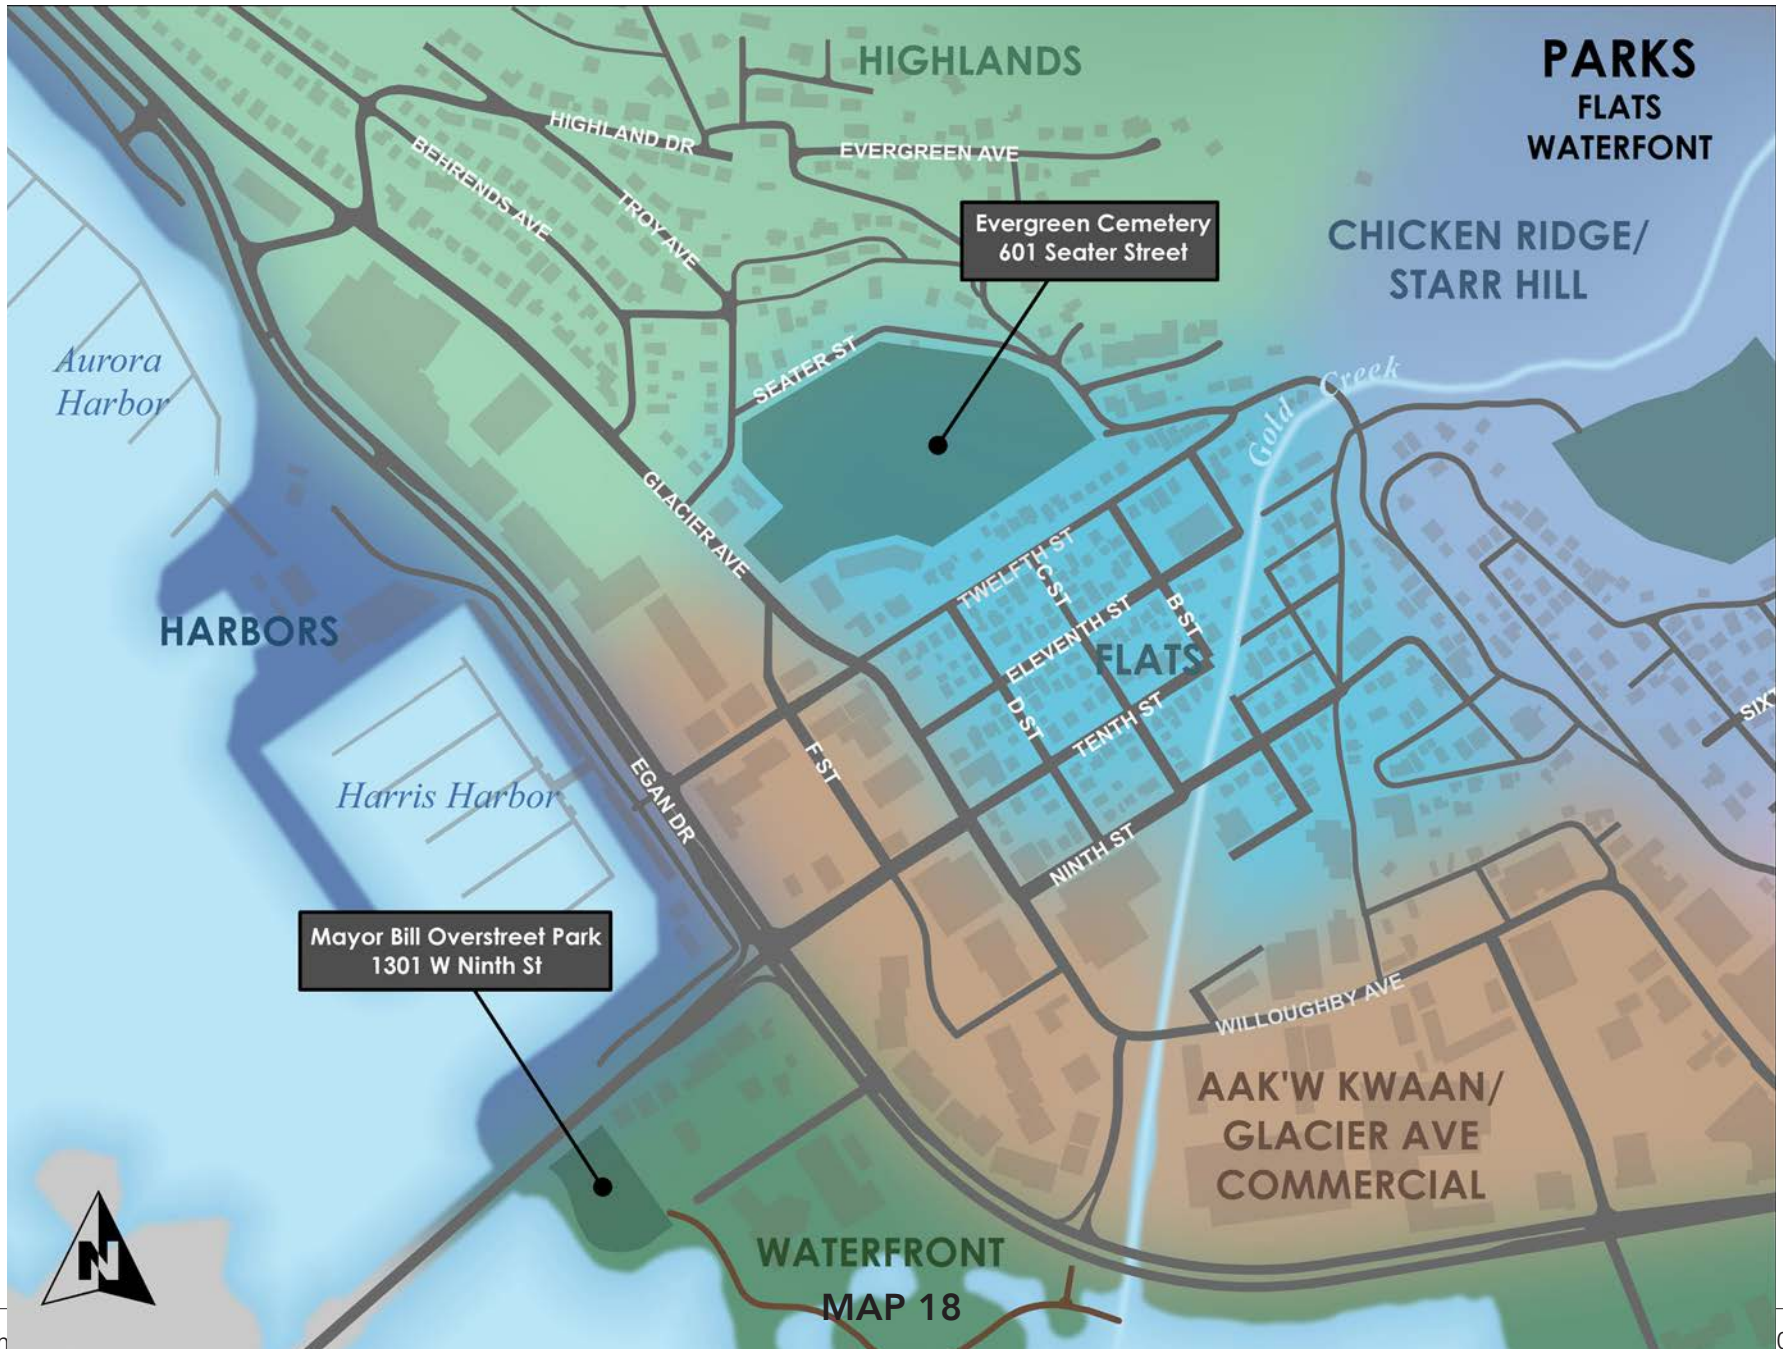 PARKS
FLATS
WATERFONT
HIGHLANDS
HIGHLAND DR
EVERGREEN AVE
BEHRENDS AVE
TROY AVE
Evergreen Cemetery
601 Seater Street
CHICKEN RIDGE/
STARR HILL
Aurora
Harbor
SEATER ST
Gold Creek
GLACIER AVE
TWELFTH ST
C ST
ELEVENTH ST
B ST
HARBORS
FLATS
D ST
TENTH ST
SIXT
F ST
EGAN DR
Harris Harbor
NINTH ST
Mayor Bill Overstreet Park
1301 W Ninth St
WILLOUGHBY AVE
AAK'W KWAAN/
GLACIER AVE
COMMERCIAL
N
WATERFRONT
MAP 18